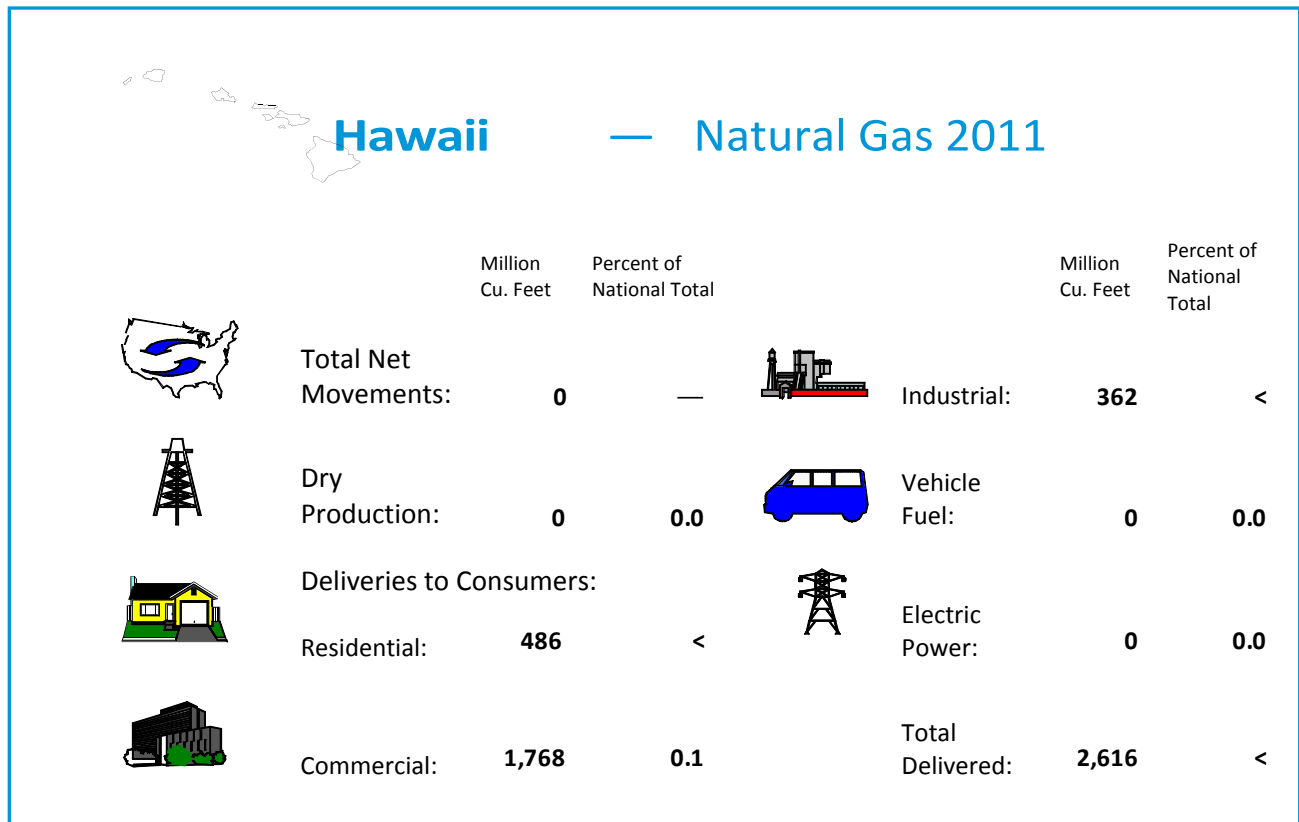 Hawaii — Natural Gas 2011
Million
Cu. Feet
Percent of
National Total
Million
Cu. Feet
Percent of
National
Total
Total Net
Movements: 0 —
Industrial: 362 <
Dry
Production: 0 0.0
Vehicle
Fuel: 0 0.0
Deliveries to Consumers:
Residential: 486 <
Electric
Power: 0 0.0
Commercial: 1,768 0.1
Total
Delivered: 2,616 <